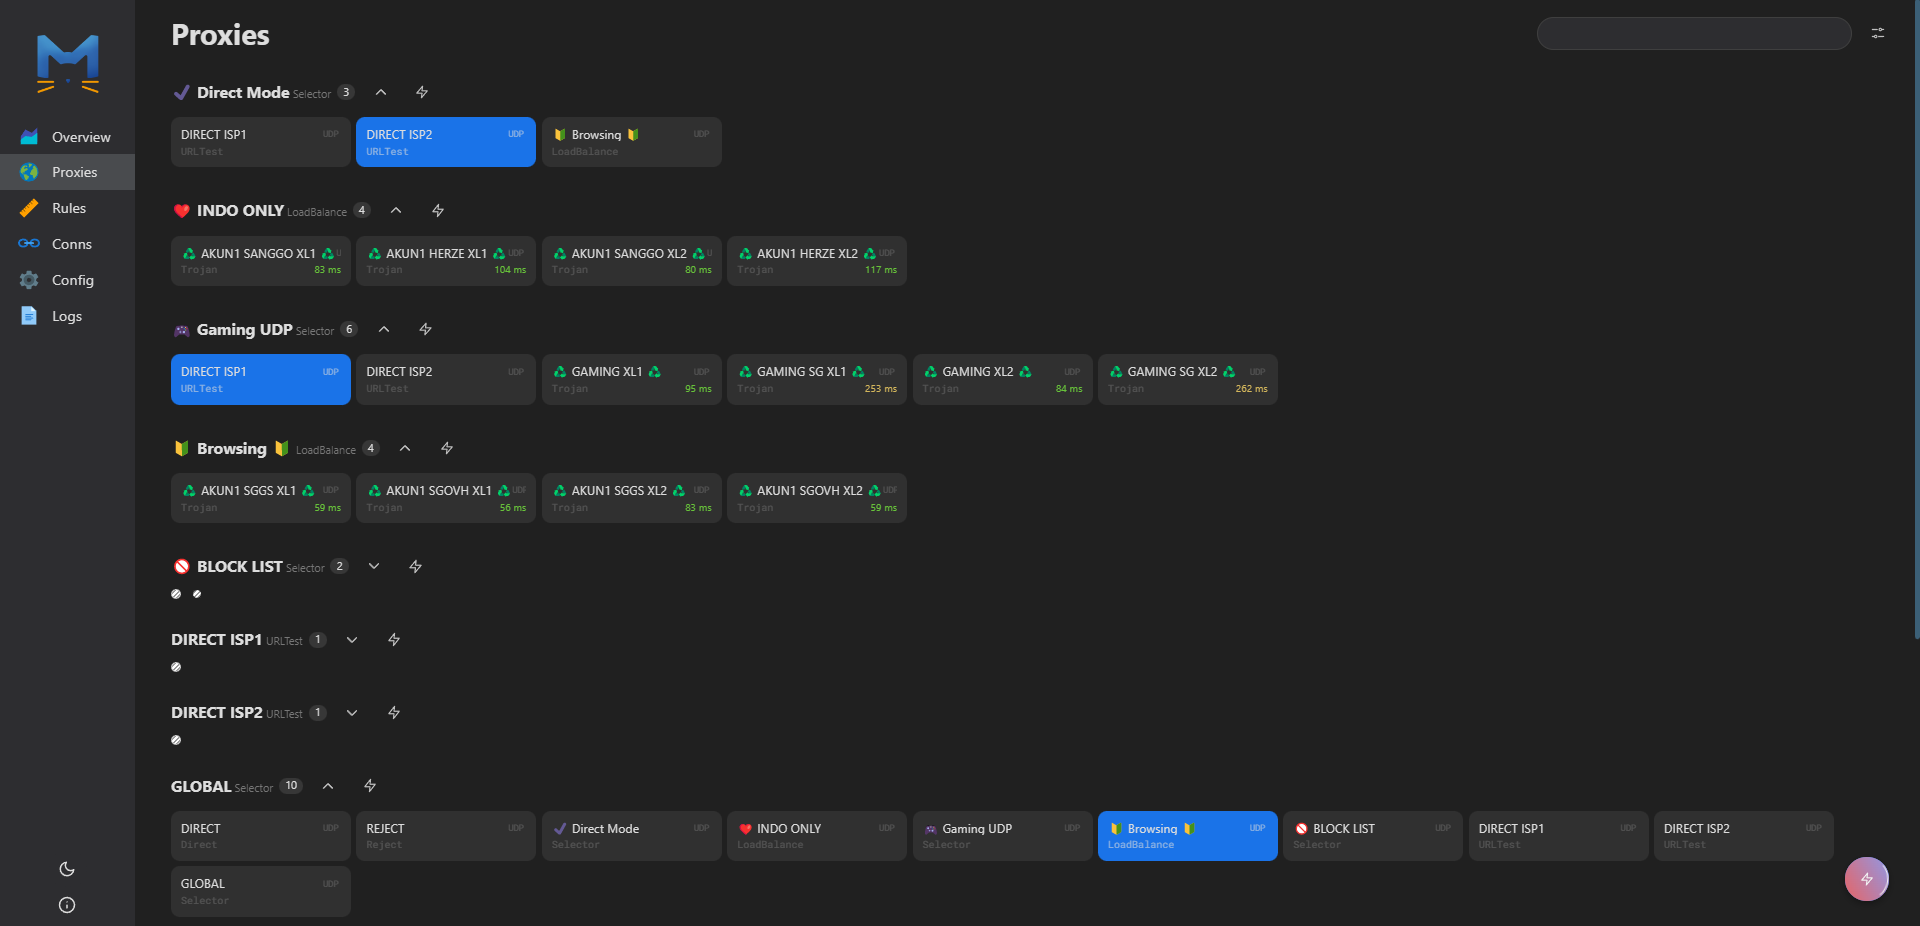 Proxies
Overview
Proxies
Rules
Conns
Config
Logs
Direct Mode Selector 3
DIRECT ISP1 UDP
URLTest
DIRECT ISP2 UDP
URLTest
Browsing UDP
LoadBalance
INDO ONLY LoadBalance 4
AKUN1 SANGGO XL1 U
Trojan 83 ms
AKUN1 HERZE XL1 UDP
Trojan 104 ms
AKUN1 SANGGO XL2 U
Trojan 80 ms
AKUN1 HERZE XL2 UDP
Trojan 117 ms
Gaming UDP Selector 6
DIRECT ISP1 UDP
URLTest
DIRECT ISP2 UDP
URLTest
GAMING XL1 UDP
Trojan 95 ms
GAMING SG XL1 UDP
Trojan 253 ms
GAMING XL2 UDP
Trojan 84 ms
GAMING SG XL2 UDP
Trojan 262 ms
Browsing LoadBalance 4
AKUN1 SGGS XL1 UDP
Trojan 59 ms
AKUN1 SGOVH XL1 UDP
Trojan 56 ms
AKUN1 SGGS XL2 UDP
Trojan 83 ms
AKUN1 SGOVH XL2 UDP
Trojan 59 ms
BLOCK LIST Selector 2
DIRECT ISP1 URLTest 1
DIRECT ISP2 URLTest 1
GLOBAL Selector 10
DIRECT UDP
Direct
REJECT UDP
Reject
Direct Mode UDP
Selector
INDO ONLY UDP
LoadBalance
Gaming UDP UDP
Selector
Browsing UDP
LoadBalance
BLOCK LIST UDP
Selector
DIRECT ISP1 UDP
URLTest
DIRECT ISP2 UDP
URLTest
GLOBAL UDP
Selector